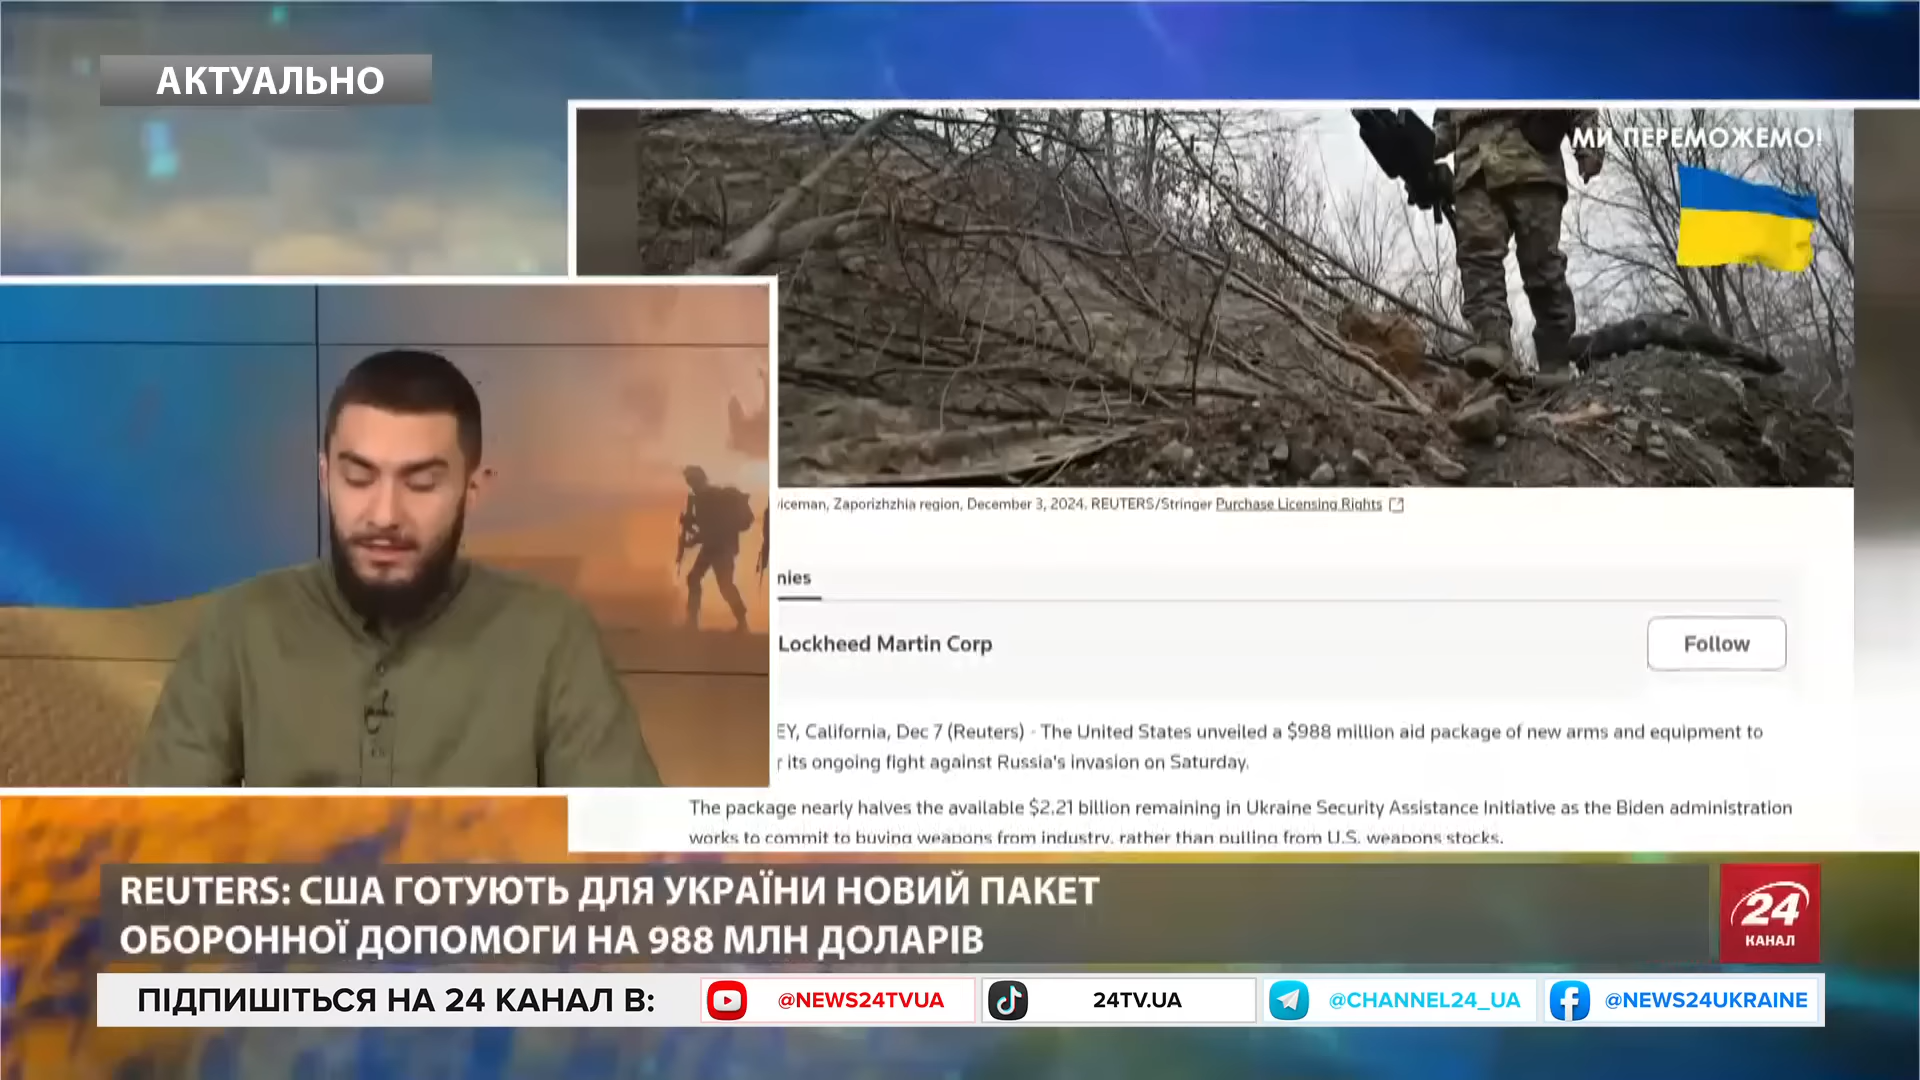 АКТУАЛЬНО
МИ ПЕРЕМОЖЕМО!
Zaporizhzhia region, December 3, 2024. REUTERS/Stringer Purchase Licensing Rights
Lockheed Martin Corp
Follow
California, Dec 7 (Reuters) - The United States unveiled a $988 million aid package of new arms and equipment to
its ongoing fight against Russia's invasion on Saturday.
The package nearly halves the available $2.21 billion remaining in Ukraine Security Assistance Initiative as the Biden administration
works to commit to buying weapons from industry, rather than pulling from U.S. weapons stocks.
REUTERS: США ГОТУЮТЬ ДЛЯ УКРАЇНИ НОВИЙ ПАКЕТ
ОБОРОННОЇ ДОПОМОГИ НА 988 МЛН ДОЛАРІВ
24
КАНАЛ
ПІДПИШІТЬСЯ НА 24 КАНАЛ В:
@NEWS24TVUA
24TV.UA
@CHANNEL24_UA
@NEWS24UKRAINE